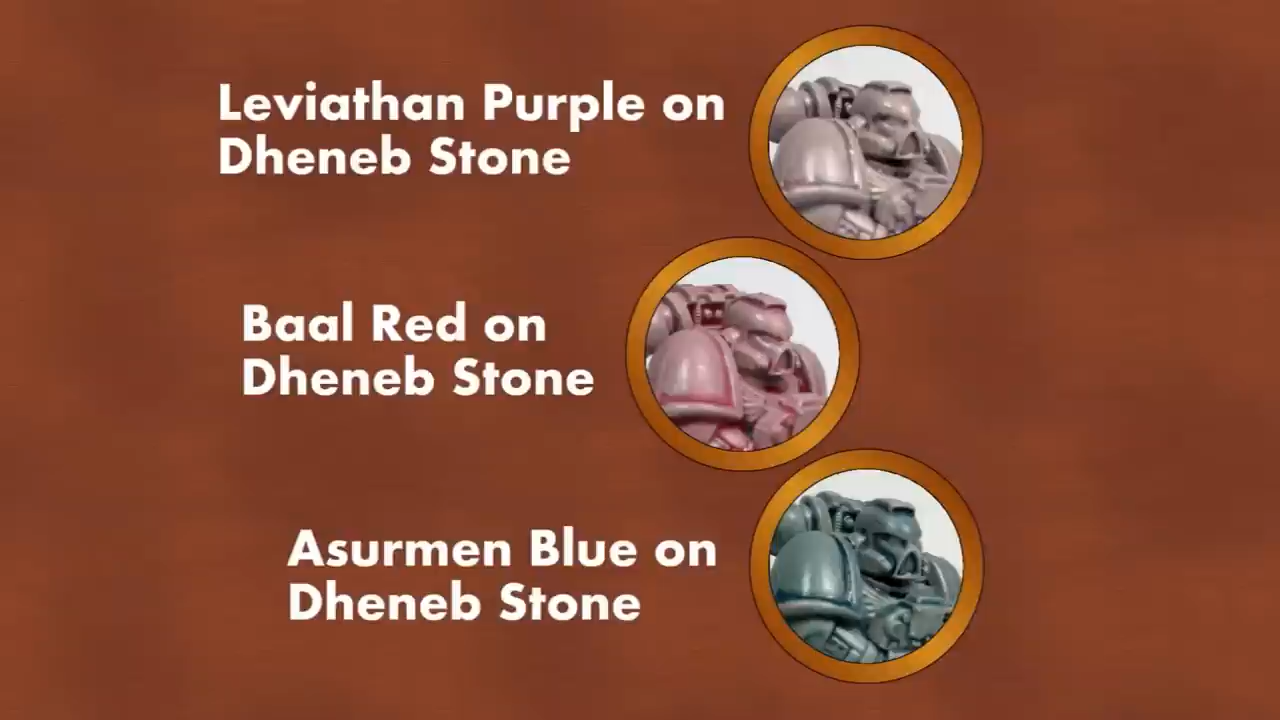 Leviathan Purple on
Dheneb Stone
Baal Red on
Dheneb Stone
Asurmen Blue on
Dheneb Stone